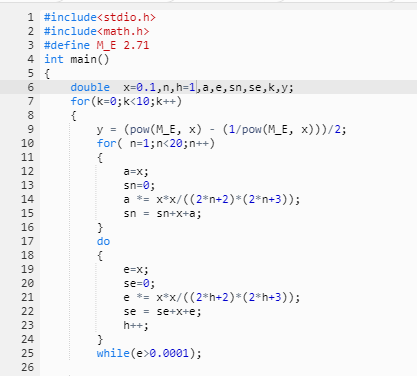 1 #include<stdio.h>
2 #include<math.h>
3 #define M_E 2.71
4 int main()
5 {
6 double  x=0.1,n,h=1,a,e,sn,se,k,y;
7 for(k=0;k<10;k++)
8 {
9 y = (pow(M_E, x) - (1/pow(M_E, x)))/2;
10 for( n=1;n<20;n++)
11 {
12 a=x;
13 sn=0;
14 a *= x*x/((2*n+2)*(2*n+3));
15 sn = sn+x+a;
16 }
17 do
18 {
19 e=x;
20 se=0;
21 e *= x*x/((2*h+2)*(2*h+3));
22 se = se+x+e;
23 h++;
24 }
25 while(e>0.0001);
26